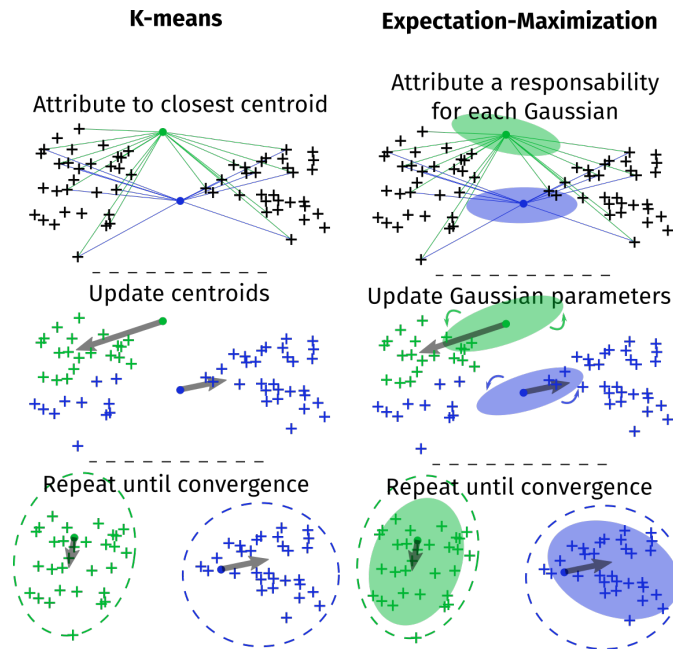 K-means
Expectation-Maximization
Attribute to closest centroid
Attribute a responsability
for each Gaussian
Update centroids
Update Gaussian parameters
Repeat until convergence
Repeat until convergence